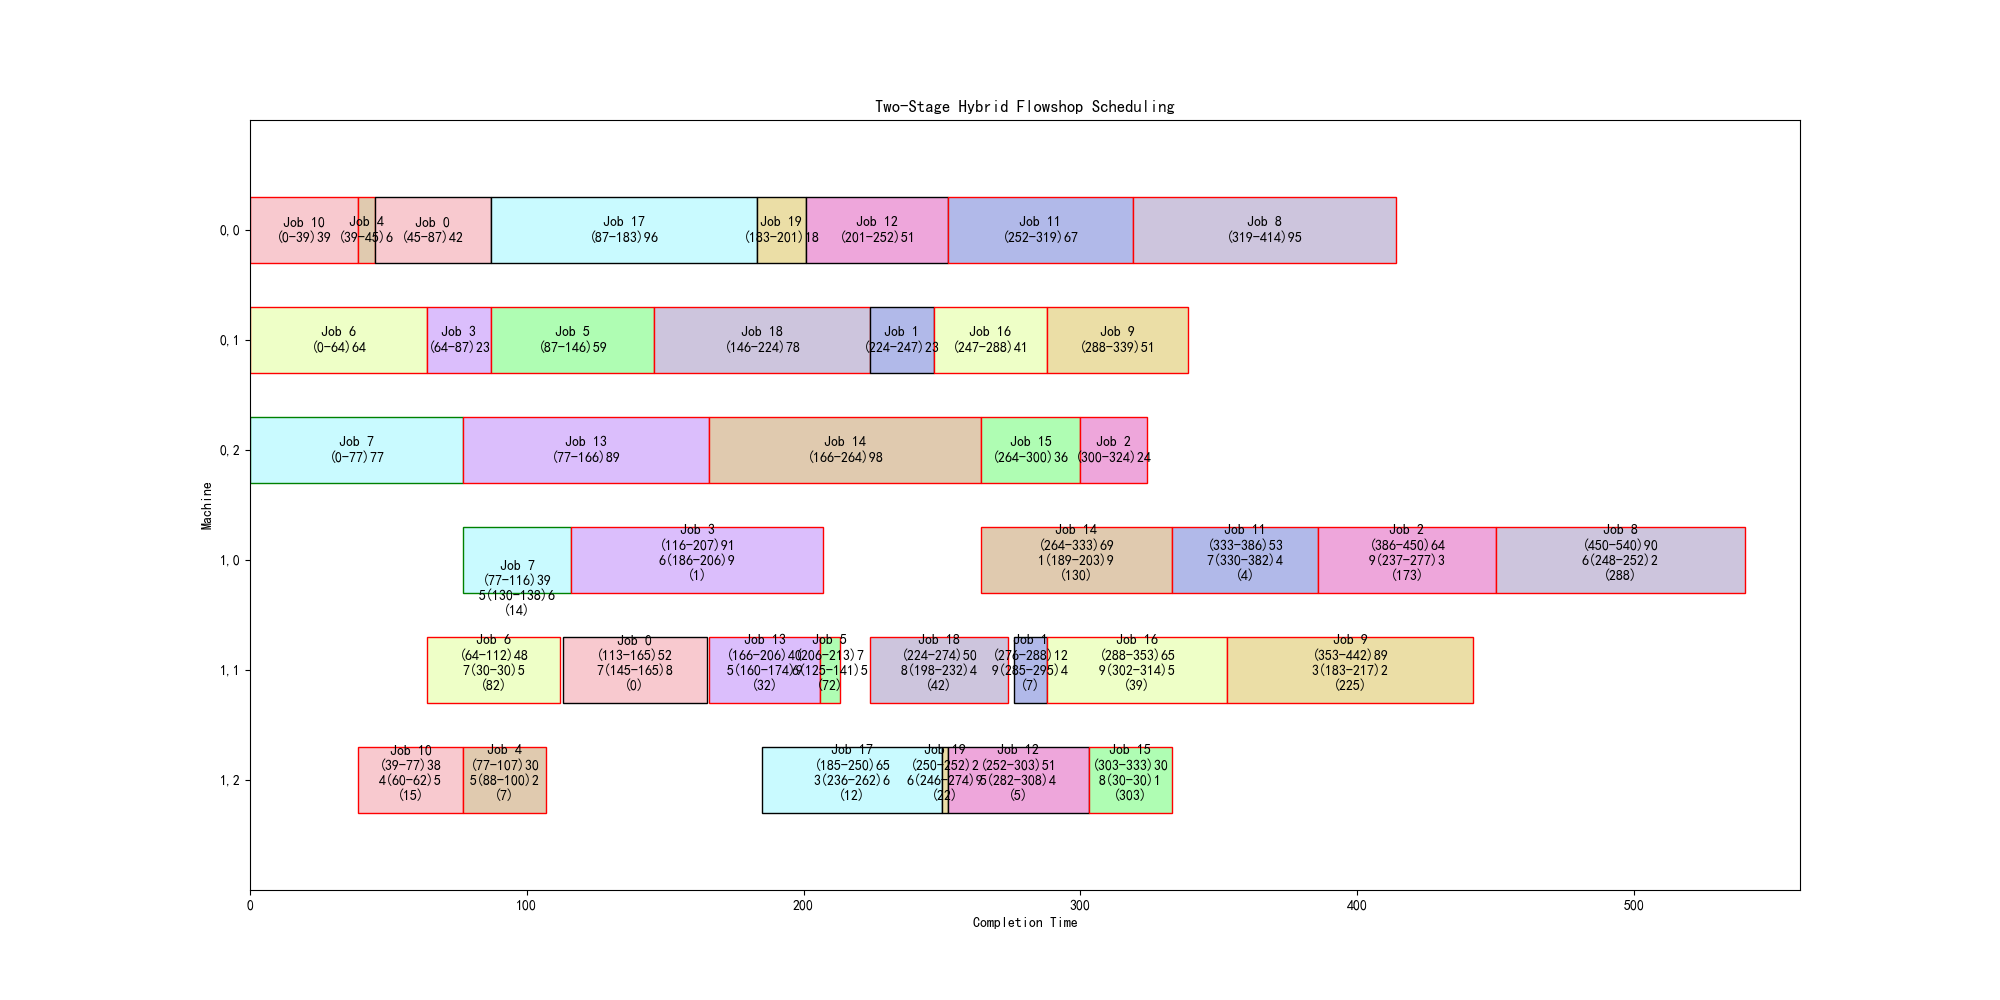 Two-Stage Hybrid Flowshop Scheduling
Machine
0,0
Job 10
(0-39)39
Job 4
(39-45)6
Job 0
(45-87)42
Job 17
(87-183)96
Job 19
(183-201)18
Job 12
(201-252)51
Job 11
(252-319)67
Job 8
(319-414)95
0,1
Job 6
(0-64)64
Job 3
(64-87)23
Job 5
(87-146)59
Job 18
(146-224)78
Job 1
(224-247)23
Job 16
(247-288)41
Job 9
(288-339)51
0,2
Job 7
(0-77)77
Job 13
(77-166)89
Job 14
(166-264)98
Job 15
(264-300)36
Job 2
(300-324)24
1,0
Job 7
(77-116)39
5(130-138)6
(14)
Job 3
(116-207)91
6(186-206)9
(1)
Job 14
(264-333)69
1(189-203)9
(130)
Job 11
(333-386)53
7(330-382)4
(4)
Job 2
(386-450)64
9(237-277)3
(173)
Job 8
(450-540)90
6(248-252)2
(288)
1,1
Job 6
(64-112)48
7(30-30)5
(82)
Job 0
(113-165)52
7(145-165)8
(0)
Job 13
(166-206)40
5(160-174)9
(32)
Job 5
(206-213)7
6(125-141)5
(72)
Job 18
(224-274)50
8(198-232)4
(42)
Job 1
(276-288)12
9(285-295)4
(7)
Job 16
(288-353)65
9(302-314)5
(39)
Job 9
(353-442)89
3(183-217)2
(225)
1,2
Job 10
(39-77)38
4(60-62)5
(15)
Job 4
(77-107)30
5(88-100)2
(7)
Job 17
(185-250)65
3(236-262)6
(12)
Job 19
(250-252)2
6(246-274)9
(22)
Job 12
(252-303)51
5(282-308)4
(5)
Job 15
(303-333)30
8(30-30)1
(303)
0
100
200
300
400
500
Completion Time